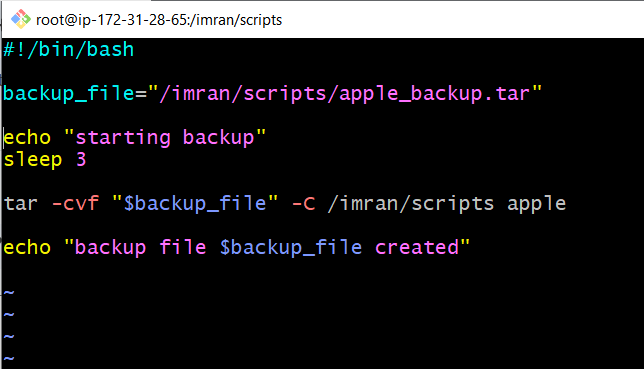 root@ip-172-31-28-65:/imran/scripts
#!/bin/bash
backup_file="/imran/scripts/apple_backup.tar"
echo "starting backup"
sleep 3
tar -cvf "$backup_file" -C /imran/scripts apple
echo "backup file $backup_file created"
~
~
~
~